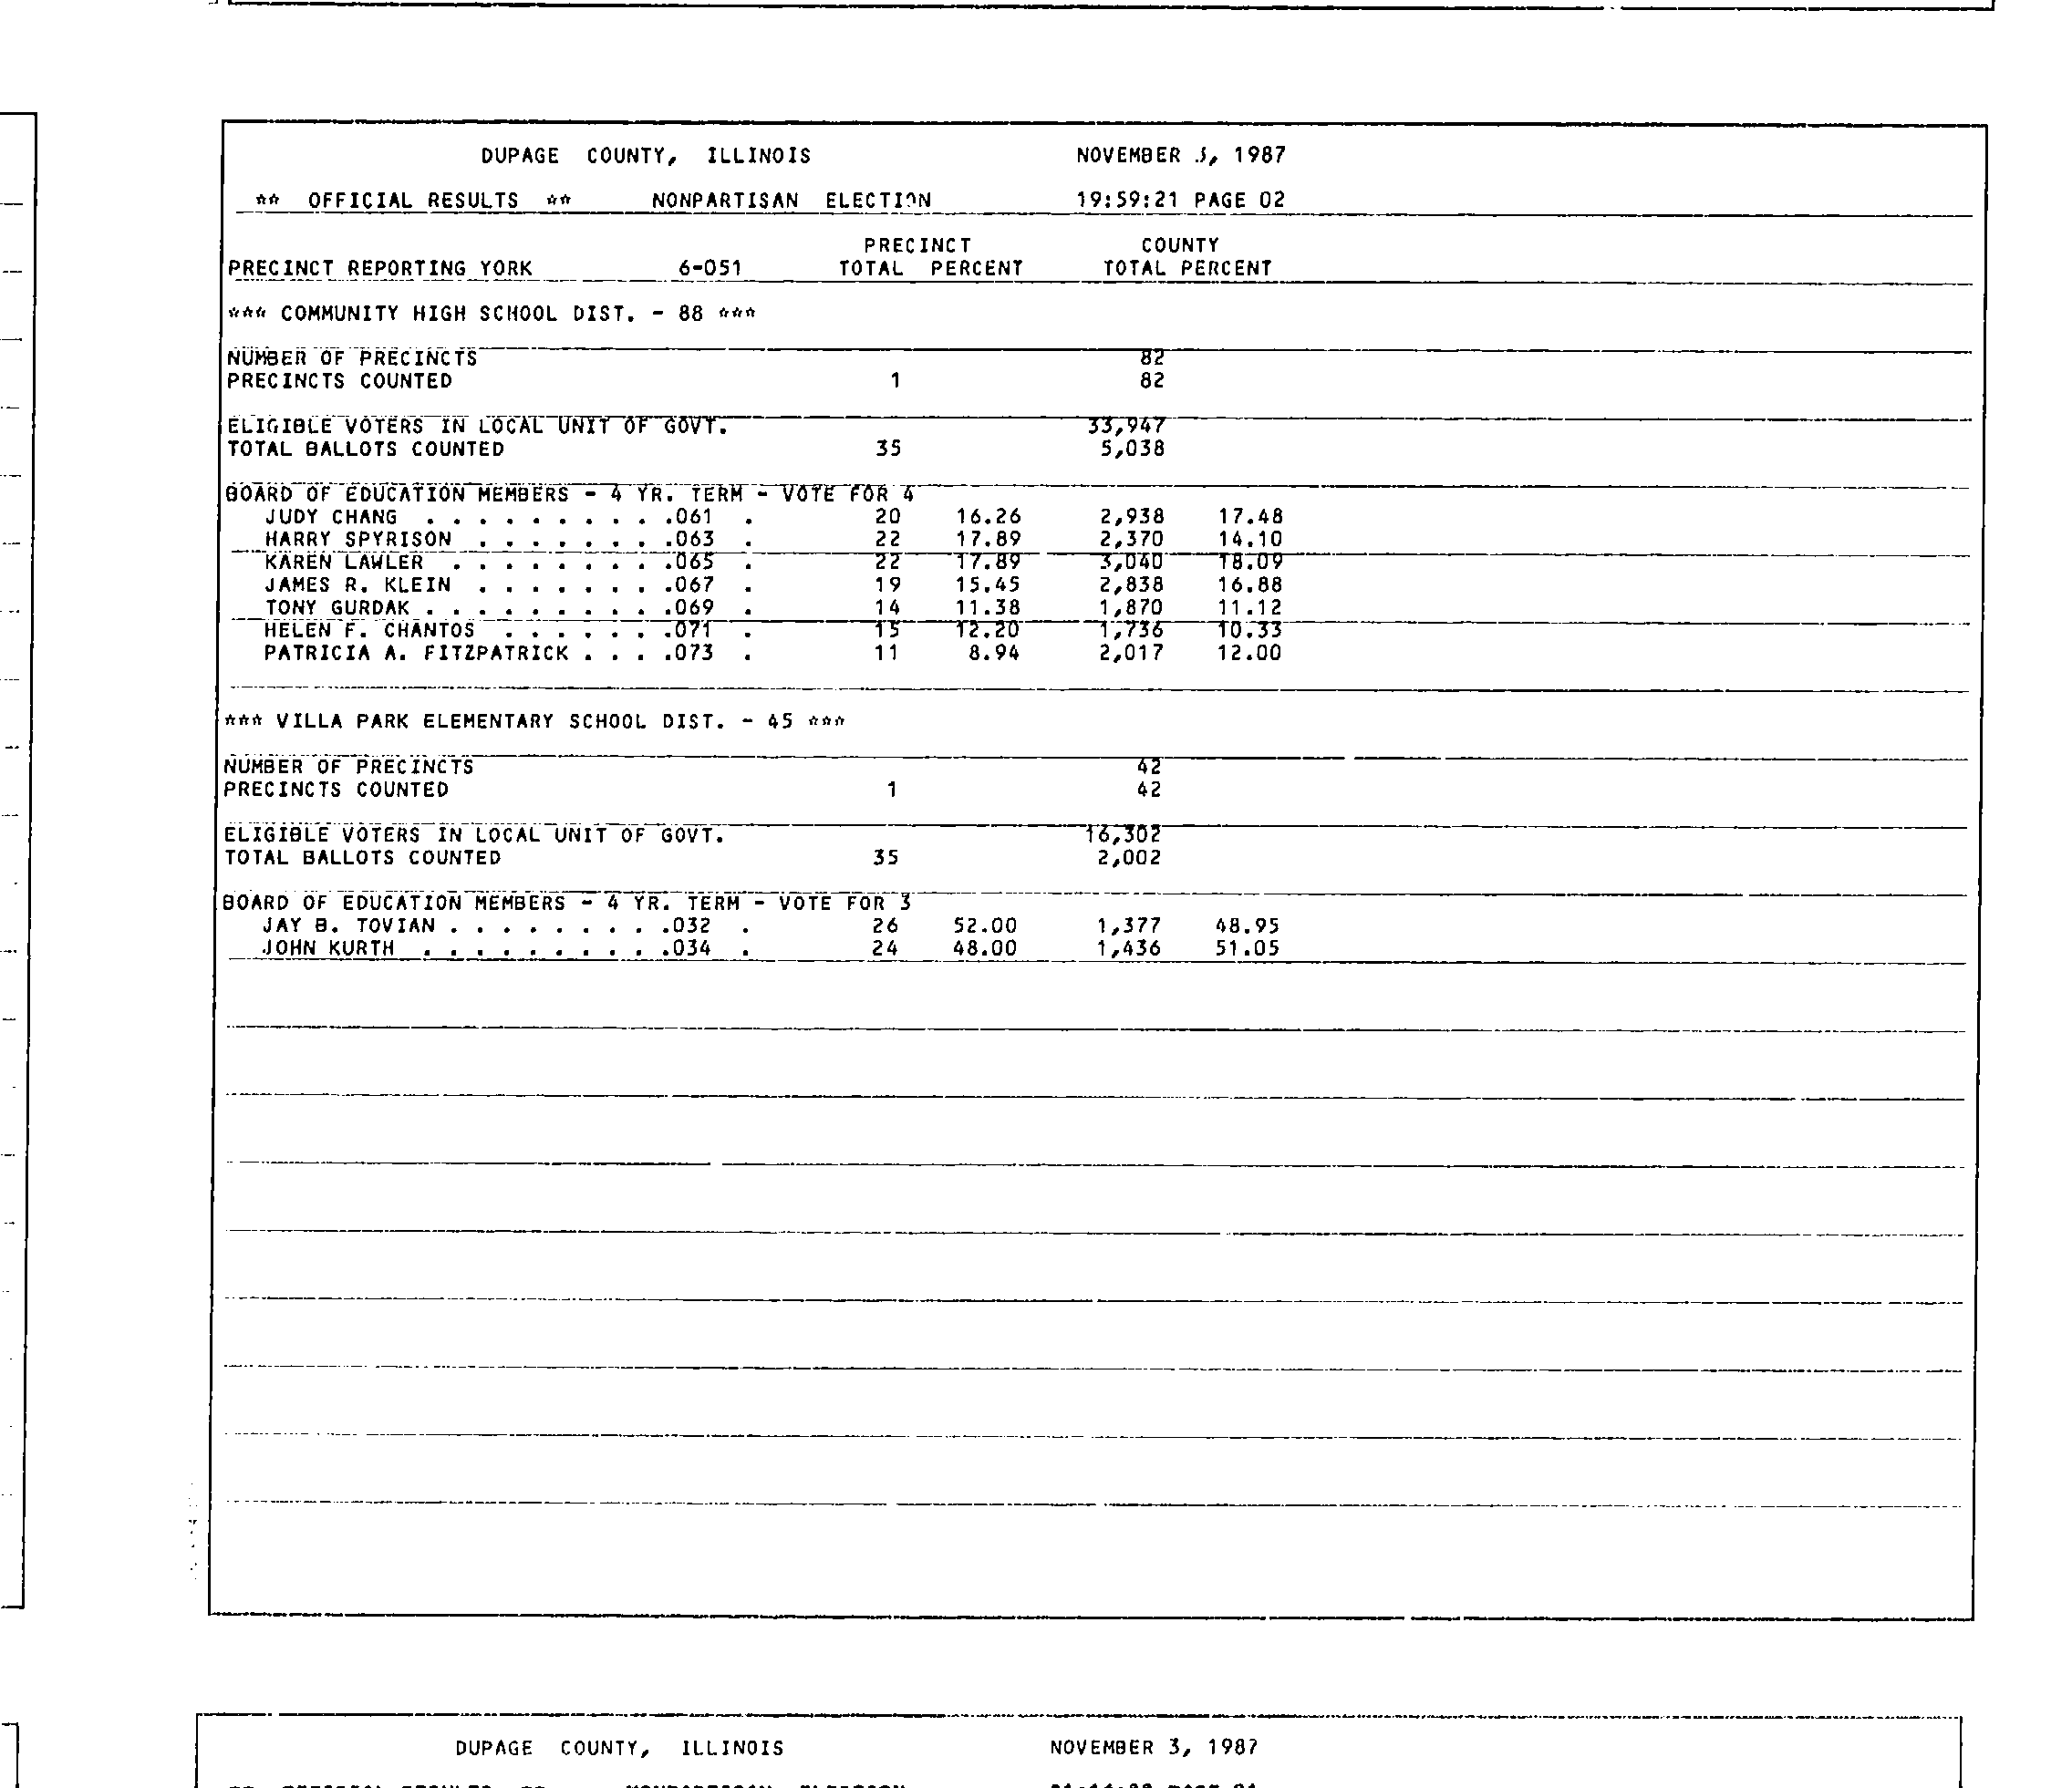 DUPAGE COUNTY, ILLINOIS NOVEMBER 3, 1987
** OFFICIAL RESULTS ** NONPARTISAN ELECTION 19:59:21 PAGE 02
PRECINCT COUNTY
PRECINCT REPORTING YORK 6-051 TOTAL PERCENT TOTAL PERCENT
*** COMMUNITY HIGH SCHOOL DIST. - 88 ***
NUMBER OF PRECINCTS 82
PRECINCTS COUNTED 1 82
ELIGIBLE VOTERS IN LOCAL UNIT OF GOVT. 33,947
TOTAL BALLOTS COUNTED 35 5,038
BOARD OF EDUCATION MEMBERS - 4 YR. TERM - VOTE FOR 4
JUDY CHANG . . . . . . . . . .061 . 20 16.26 2,938 17.48
HARRY SPYRISON . . . . . . . .063 . 22 17.89 2,370 14.10
KAREN LAWLER . . . . . . . . .065 . 22 17.89 3,040 18.09
JAMES R. KLEIN . . . . . . . .067 . 19 15.45 2,838 16.88
TONY GURDAK . . . . . . . . . .069 . 14 11.38 1,870 11.12
HELEN F. CHANTOS . . . . . . .071 . 15 12.20 1,736 10.33
PATRICIA A. FITZPATRICK . . . .073 . 11 8.94 2,017 12.00
*** VILLA PARK ELEMENTARY SCHOOL DIST. - 45 ***
NUMBER OF PRECINCTS 42
PRECINCTS COUNTED 1 42
ELIGIBLE VOTERS IN LOCAL UNIT OF GOVT. 16,302
TOTAL BALLOTS COUNTED 35 2,002
BOARD OF EDUCATION MEMBERS - 4 YR. TERM - VOTE FOR 3
JAY B. TOVIAN . . . . . . . . .032 . 26 52.00 1,377 48.95
JOHN KURTH . . . . . . . . . .034 . 24 48.00 1,436 51.05
DUPAGE COUNTY, ILLINOIS NOVEMBER 3, 1987